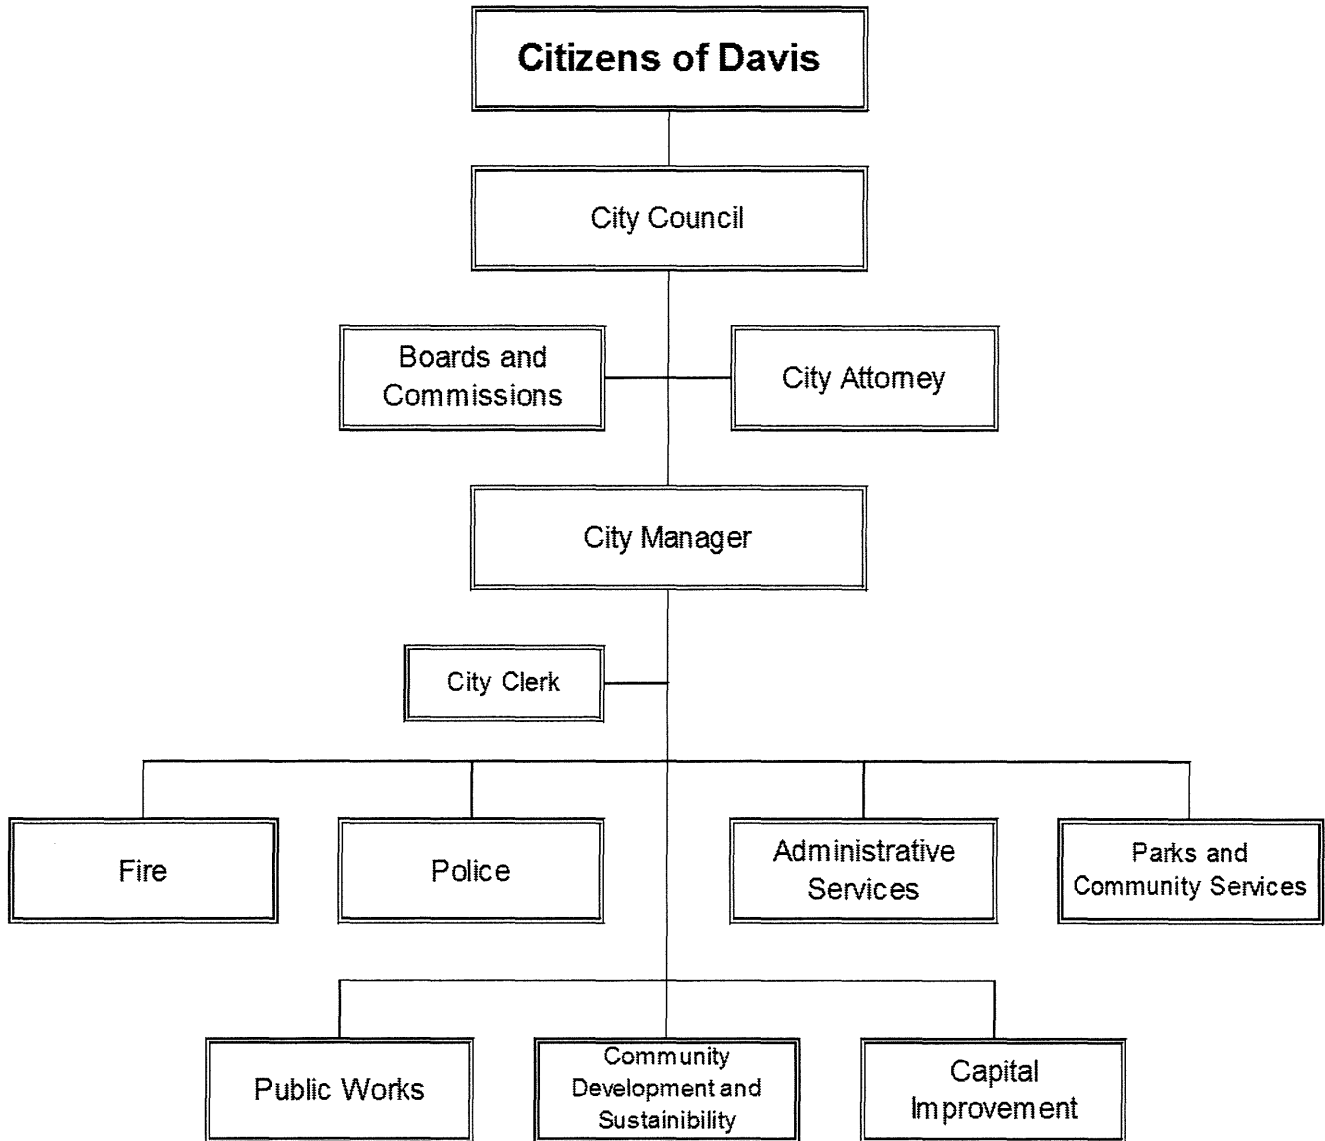 Citizens of Davis
City Council
Boards and
Commissions
City Attorney
City Manager
City Clerk
Fire
Police
Administrative
Services
Parks and
Community Services
Public Works
Community
Development and
Sustainibility
Capital
Improvement